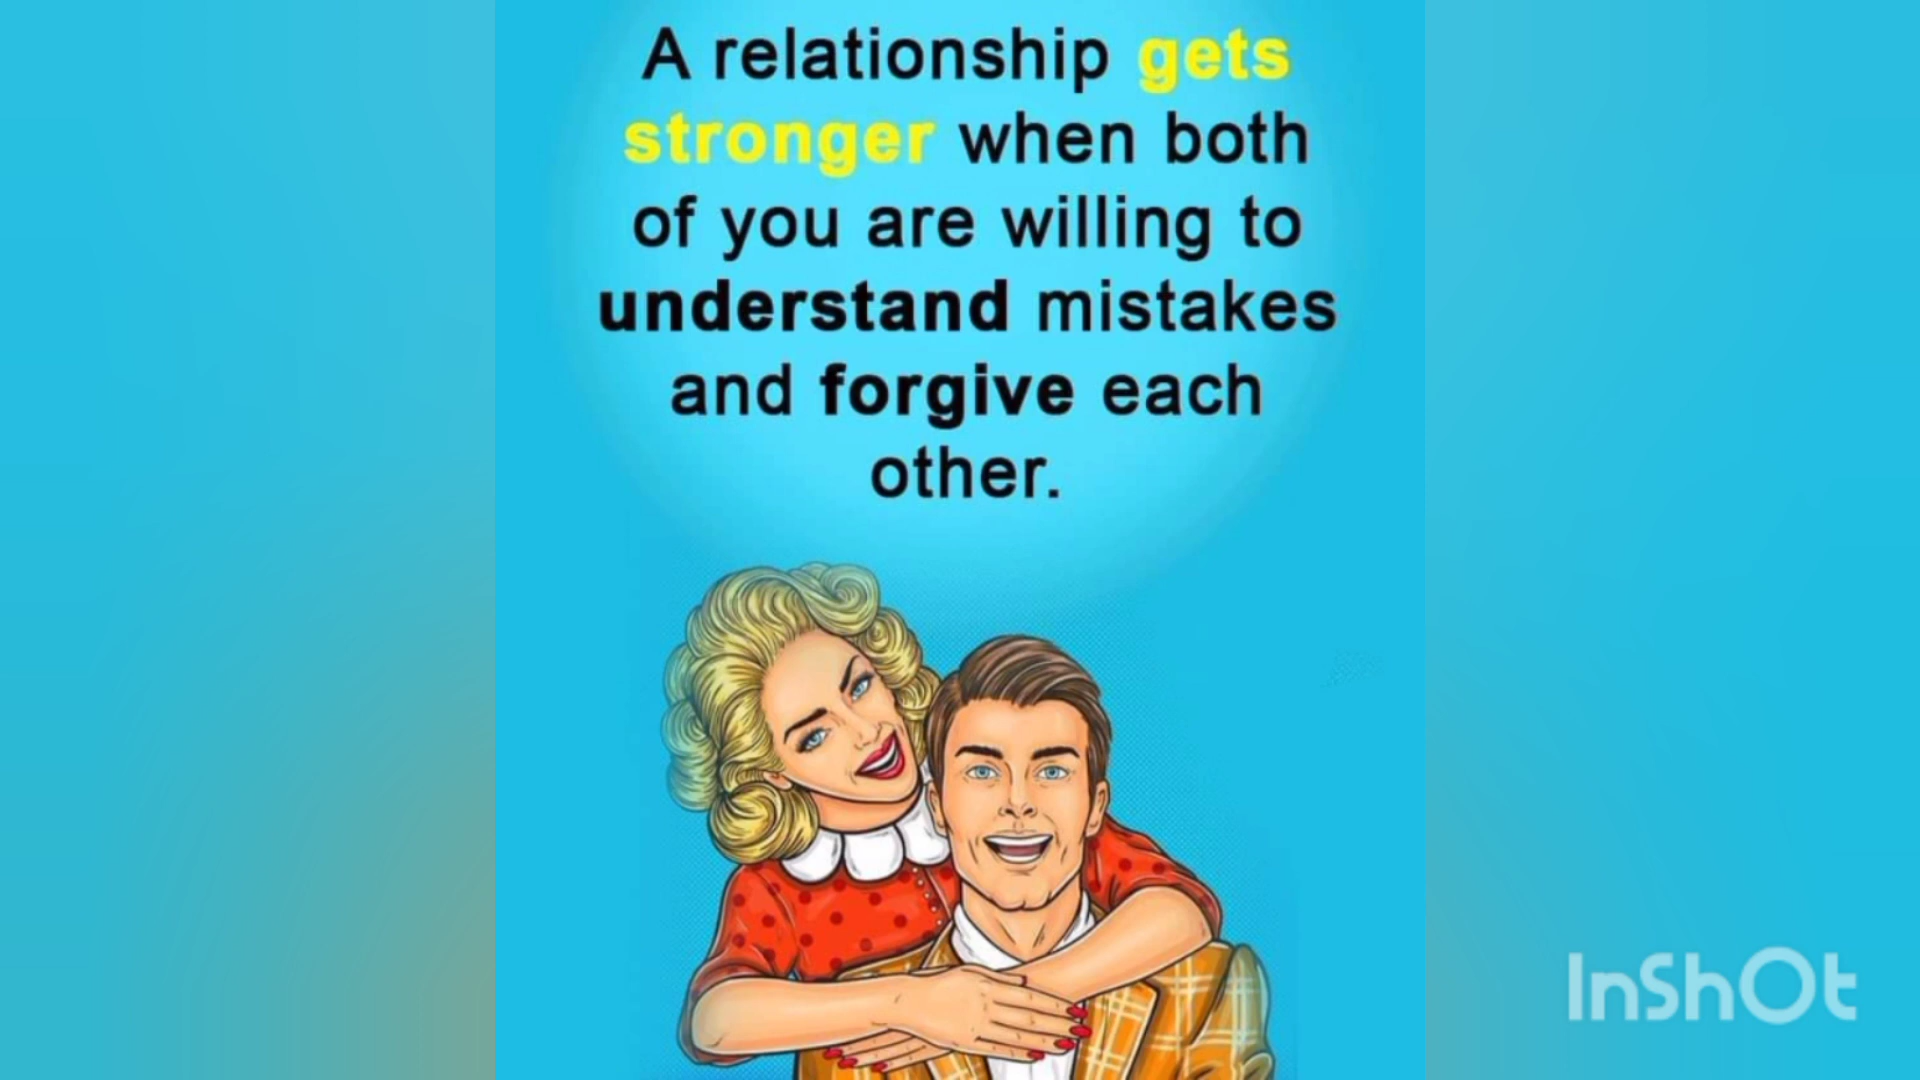 A relationship gets
stronger when both
of you are willing to
understand mistakes
and forgive each
other.
InShOt